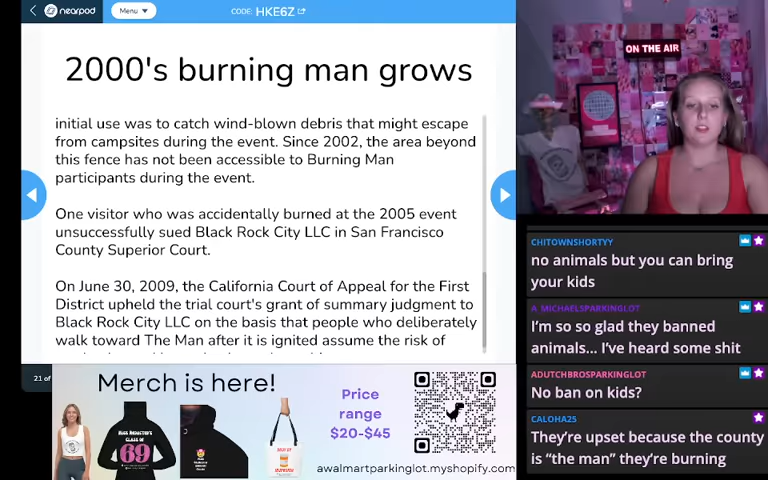 nearpod
Menu
CODE: HKE6Z
2000's burning man grows
initial use was to catch wind-blown debris that might escape
from campsites during the event. Since 2002, the area beyond
this fence has not been accessible to Burning Man
participants during the event.
One visitor who was accidentally burned at the 2005 event
unsuccessfully sued Black Rock City LLC in San Francisco
County Superior Court.
On June 30, 2009, the California Court of Appeal for the First
District upheld the trial court's grant of summary judgment to
Black Rock City LLC on the basis that people who deliberately
walk toward The Man after it is ignited assume the risk of
21 of
Merch is here!
Price
range
$20-$45
CLASS OF
69
awalmartparkinglot.myshopify.com
ON THE AIR
CHITOWNSHORTYY
no animals but you can bring
your kids
A_MICHAELSPARKINGLOT
I'm so so glad they banned
animals... I've heard some shit
ADUTCHBROSPARKINGLOT
No ban on kids?
CALOHA25
They're upset because the county
is "the man" they're burning